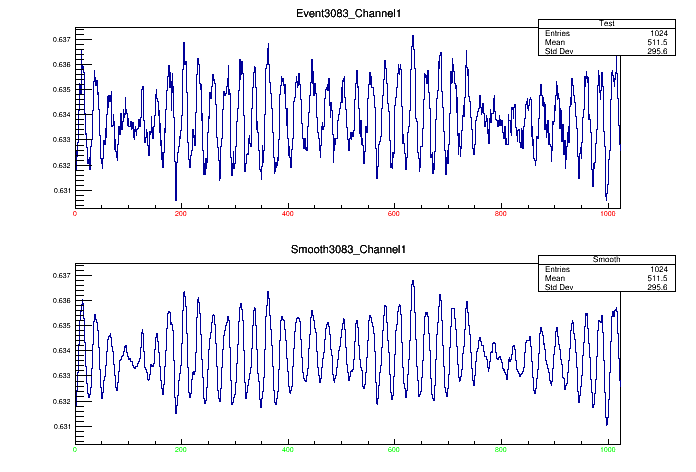 Event3083_Channel1
Test
Entries 1024
Mean 511.5
Std Dev 295.6
0.637
0.636
0.635
0.634
0.633
0.632
0.631
0 200 400 600 800 1000
Smooth3083_Channel1
Smooth
Entries 1024
Mean 511.5
Std Dev 295.6
0.637
0.636
0.635
0.634
0.633
0.632
0.631
0 200 400 600 800 1000